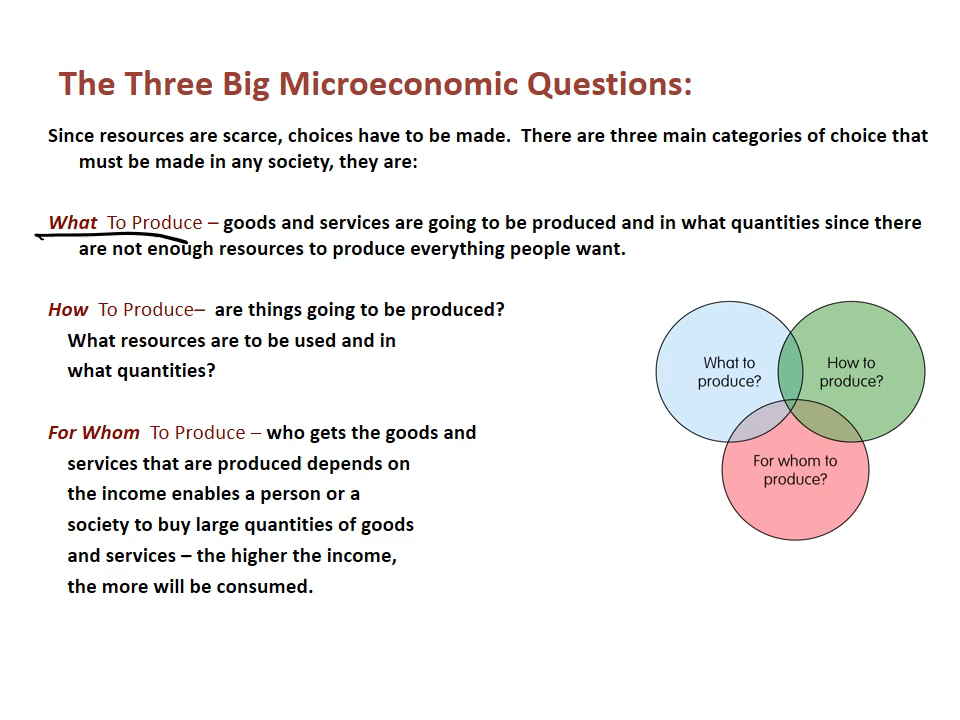 The Three Big Microeconomic Questions:
Since resources are scarce, choices have to be made.  There are three main categories of choice that
must be made in any society, they are:
What  To Produce – goods and services are going to be produced and in what quantities since there
are not enough resources to produce everything people want.
How  To Produce–  are things going to be produced?
What resources are to be used and in
what quantities?
For Whom  To Produce – who gets the goods and
services that are produced depends on
the income enables a person or a
society to buy large quantities of goods
and services – the higher the income,
the more will be consumed.
What to
produce?
How to
produce?
For whom to
produce?